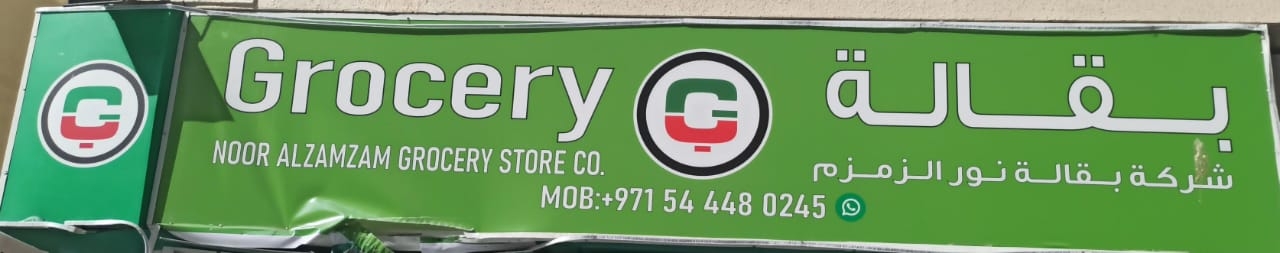 Grocery
NOOR ALZAMZAM GROCERY STORE CO.
بقالة
شركة بقالة نور الزمزم
MOB:+971 54 448 0245